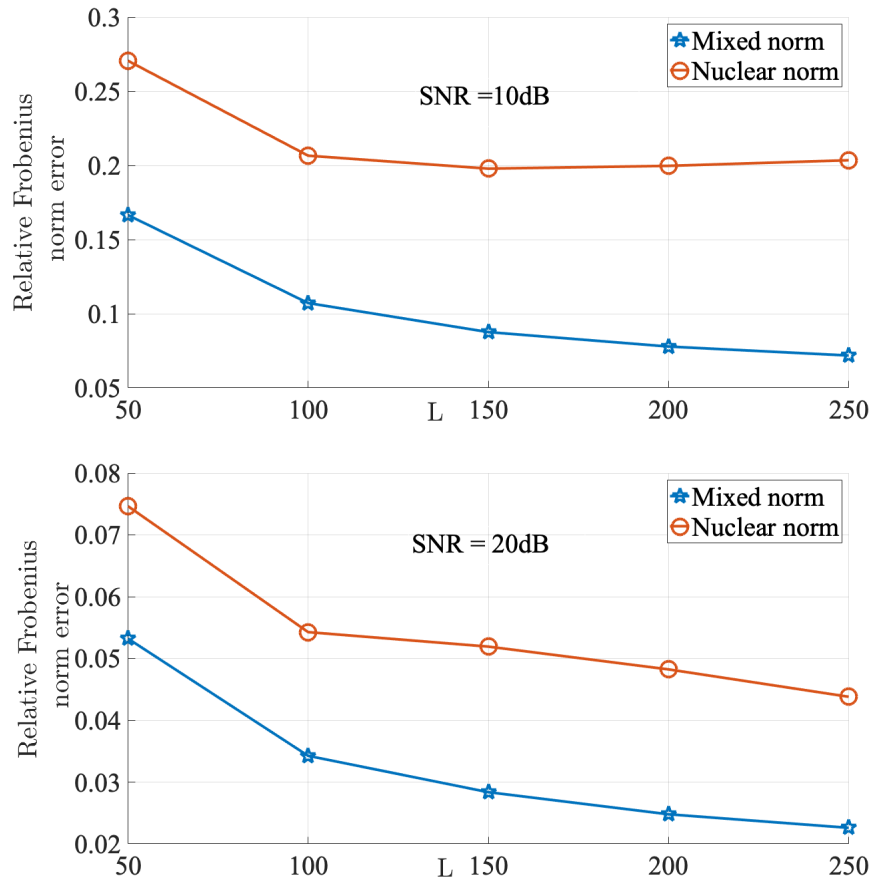 0.3
0.25
0.2
0.15
0.1
0.05
Relative Frobenius
norm error
Mixed norm
Nuclear norm
SNR =10dB
50 100 150 200 250
L
0.08
0.07
0.06
0.05
0.04
0.03
0.02
Relative Frobenius
norm error
Mixed norm
Nuclear norm
SNR = 20dB
50 100 150 200 250
L